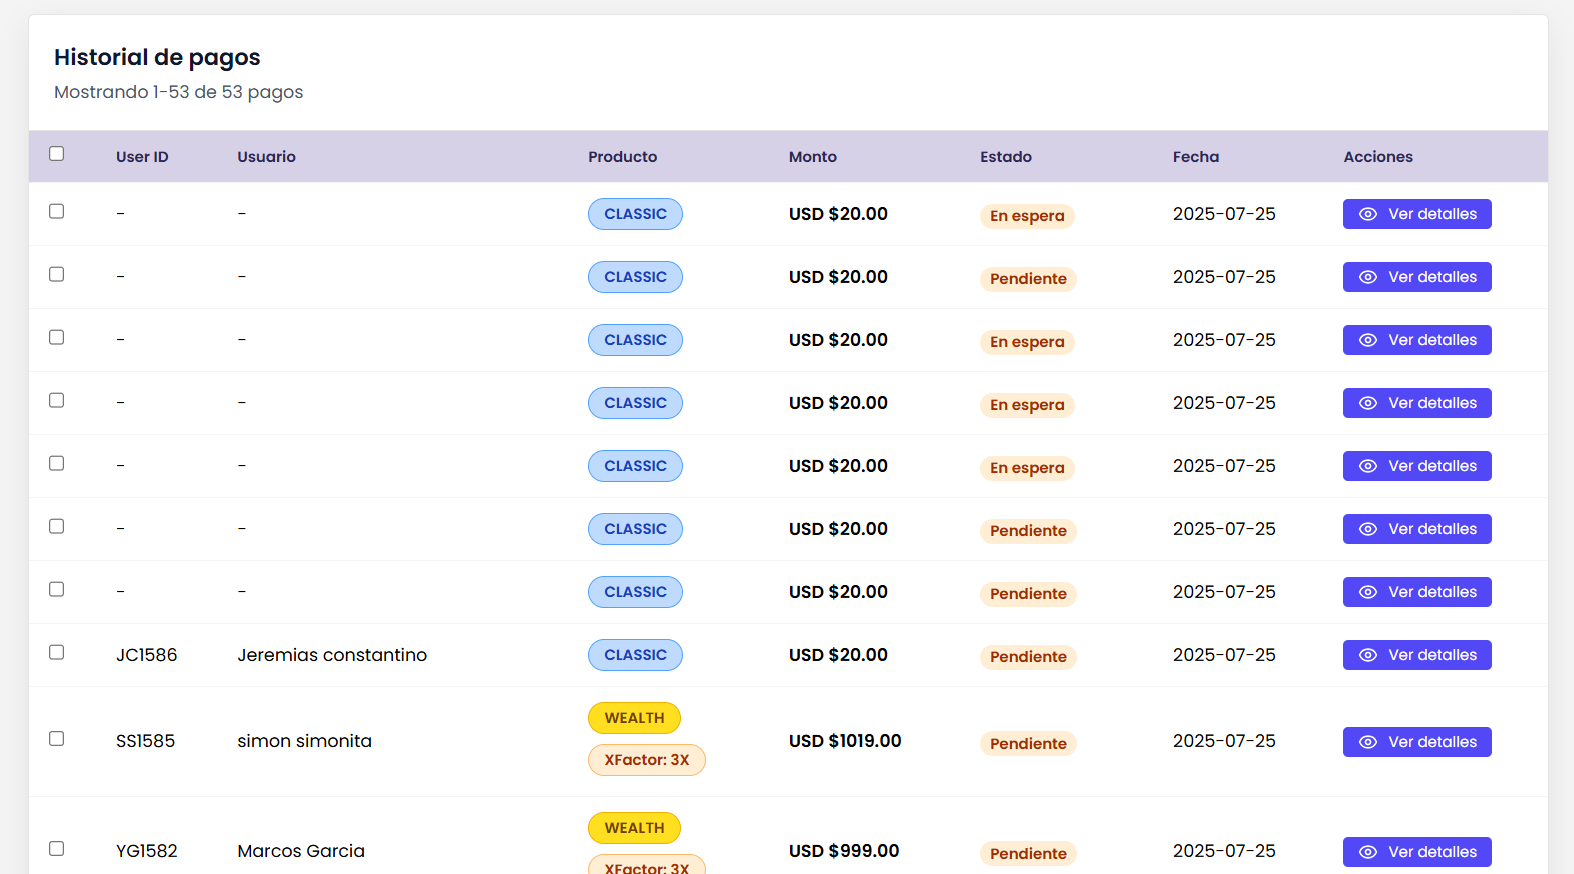 Historial de pagos
Mostrando 1-53 de 53 pagos
User ID Usuario Producto Monto Estado Fecha Acciones
- - CLASSIC USD $20.00 En espera 2025-07-25 Ver detalles
- - CLASSIC USD $20.00 Pendiente 2025-07-25 Ver detalles
- - CLASSIC USD $20.00 En espera 2025-07-25 Ver detalles
- - CLASSIC USD $20.00 En espera 2025-07-25 Ver detalles
- - CLASSIC USD $20.00 En espera 2025-07-25 Ver detalles
- - CLASSIC USD $20.00 Pendiente 2025-07-25 Ver detalles
- - CLASSIC USD $20.00 Pendiente 2025-07-25 Ver detalles
JC1586 Jeremias constantino CLASSIC USD $20.00 Pendiente 2025-07-25 Ver detalles
WEALTH
SS1585 simon simonita USD $1019.00 Pendiente 2025-07-25 Ver detalles
XFactor: 3X
WEALTH
YG1582 Marcos Garcia USD $999.00 Pendiente 2025-07-25 Ver detalles
XFactor: 3X